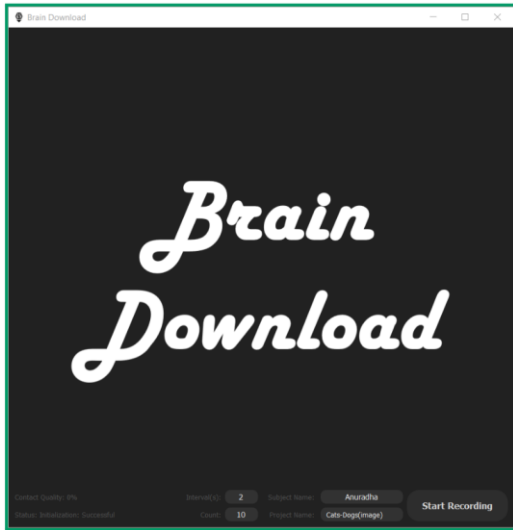 Brain Download
Brain
Download
Contact Quality: 0% Interval(s): 2 Subject Name: Anuradha
Start Recording
Status: Initialization: Successful Count: 10 Project Name: Cats-Dogs(image)